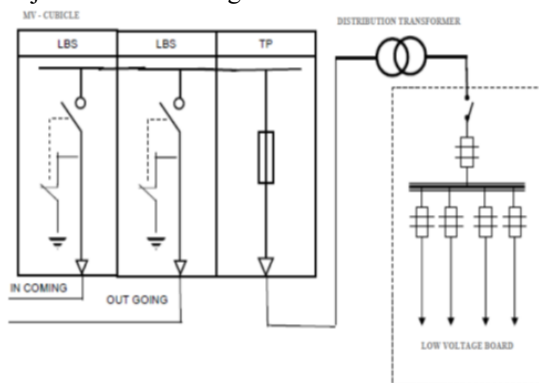 MV - CUBICLE
DISTRIBUTION TRANSFORMER
LBS
LBS
TP
IN COMING
OUT GOING
LOW VOLTAGE BOARD